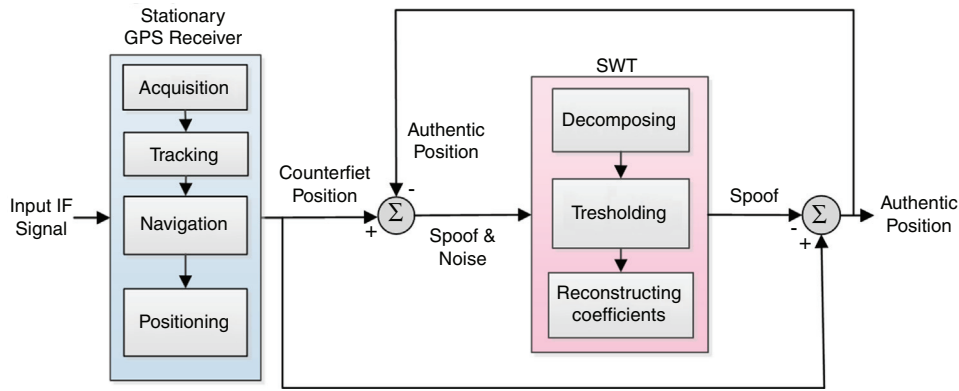 Stationary
GPS Receiver
Acquisition
Tracking
Navigation
Positioning
Input IF
Signal
Counterfiet
Position
Authentic
Position
-
+
Σ
Spoof &
Noise
SWT
Decomposing
Tresholding
Reconstructing
coefficients
Spoof
-
+
Σ
Authentic
Position